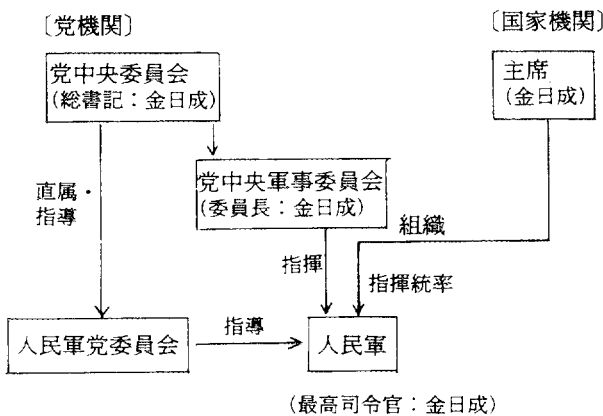 〔党機関〕
〔国家機関〕
党中央委員会
(総書記：金日成)
主席
(金日成)
党中央軍事委員会
(委員長：金日成)
直属・
指導
組織
指揮
指揮統率
人民軍党委員会
指導
人民軍
(最高司令官：金日成)